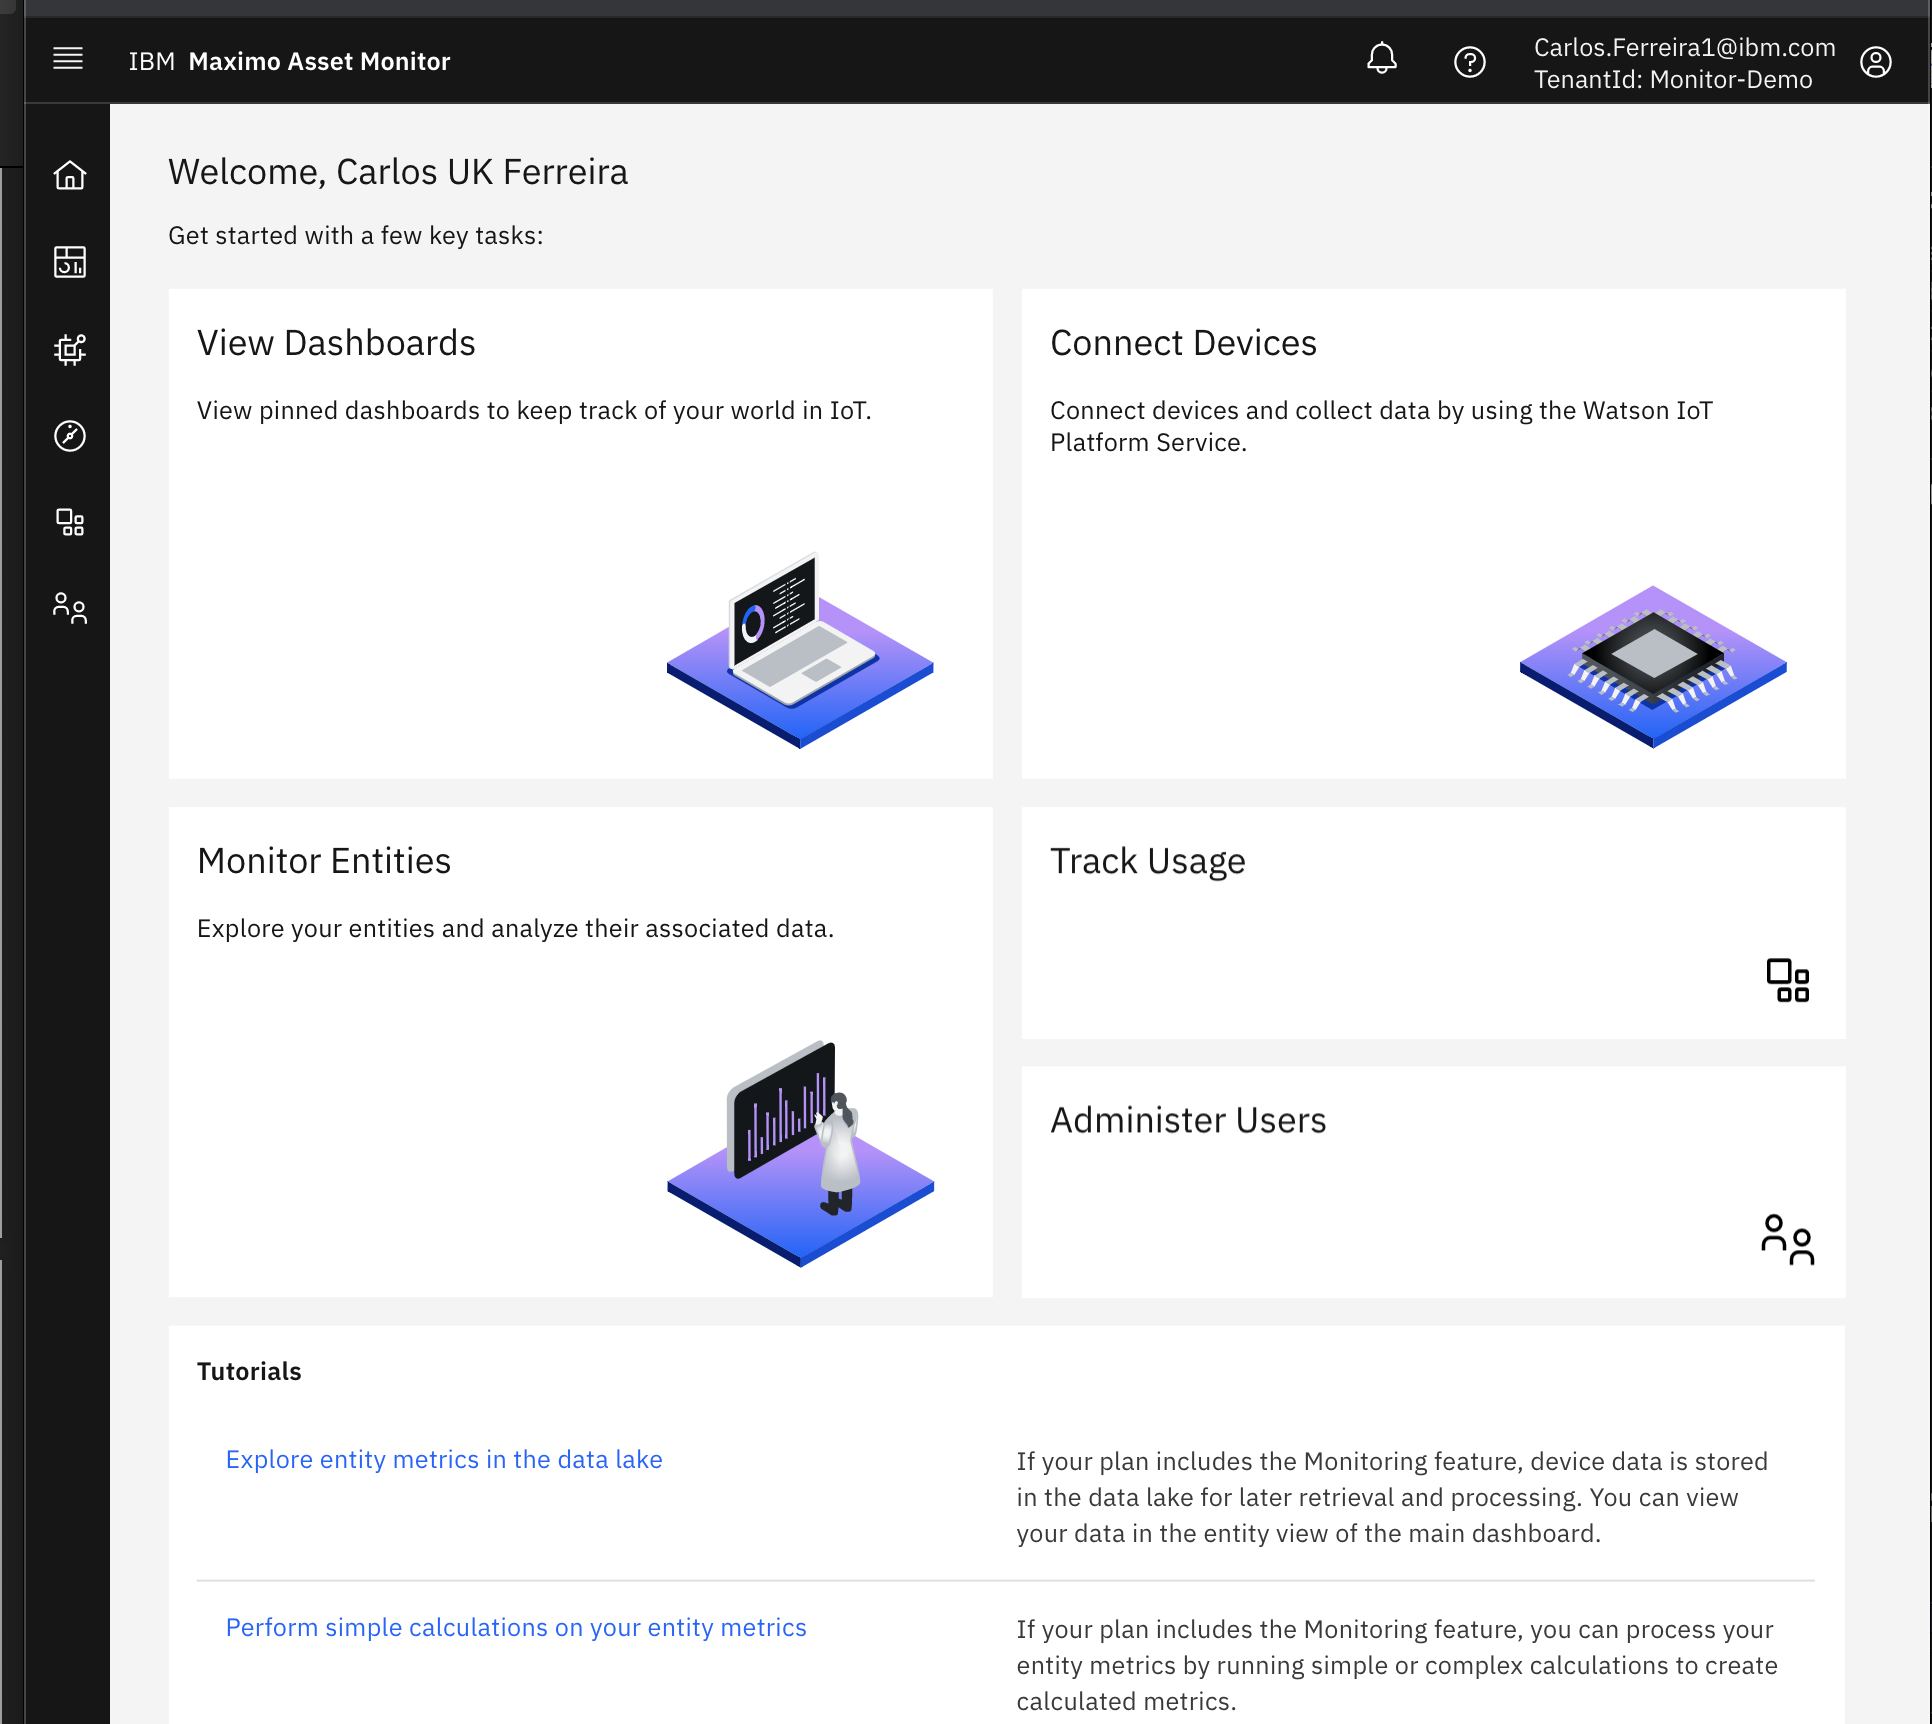 IBM Maximo Asset Monitor
Carlos.Ferreira1@ibm.com
TenantId: Monitor-Demo
Welcome, Carlos UK Ferreira
Get started with a few key tasks:
View Dashboards
View pinned dashboards to keep track of your world in IoT.
Connect Devices
Connect devices and collect data by using the Watson IoT
Platform Service.
Monitor Entities
Explore your entities and analyze their associated data.
Track Usage
Administer Users
Tutorials
Explore entity metrics in the data lake
If your plan includes the Monitoring feature, device data is stored
in the data lake for later retrieval and processing. You can view
your data in the entity view of the main dashboard.
Perform simple calculations on your entity metrics
If your plan includes the Monitoring feature, you can process your
entity metrics by running simple or complex calculations to create
calculated metrics.